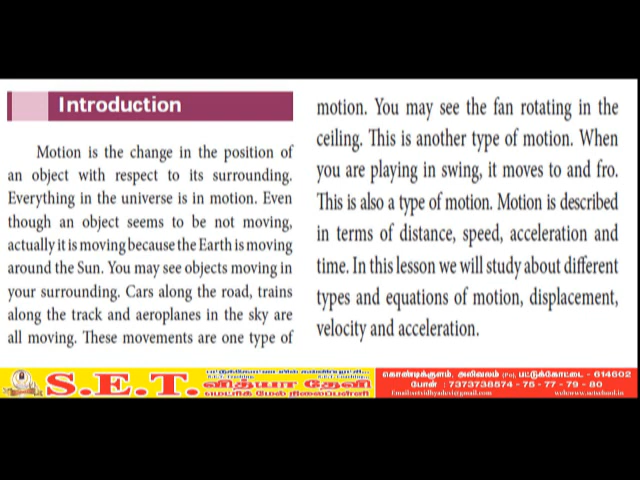 Introduction
Motion is the change in the position of
an object with respect to its surrounding.
Everything in the universe is in motion. Even
though an object seems to be not moving,
actually it is moving because the Earth is moving
around the Sun. You may see objects moving in
your surrounding. Cars along the road, trains
along the track and aeroplanes in the sky are
all moving. These movements are one type of
motion. You may see the fan rotating in the
ceiling. This is another type of motion. When
you are playing in swing, it moves to and fro.
This is also a type of motion. Motion is described
in terms of distance, speed, acceleration and
time. In this lesson we will study about different
types and equations of motion, displacement,
velocity and acceleration.
S.E.T.
வித்யா தேவி
மெட்ரிக் மேல் நிலைப்பள்ளி
கொண்டிக்குளம், அலிவலம் (Po), பட்டுக்கோட்டை - 614602
போன் : 7373738874 - 75 - 77 - 79 - 80